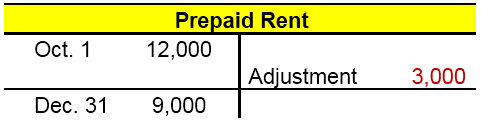 Prepaid Rent
Oct. 1 12,000
Adjustment 3,000
Dec. 31 9,000